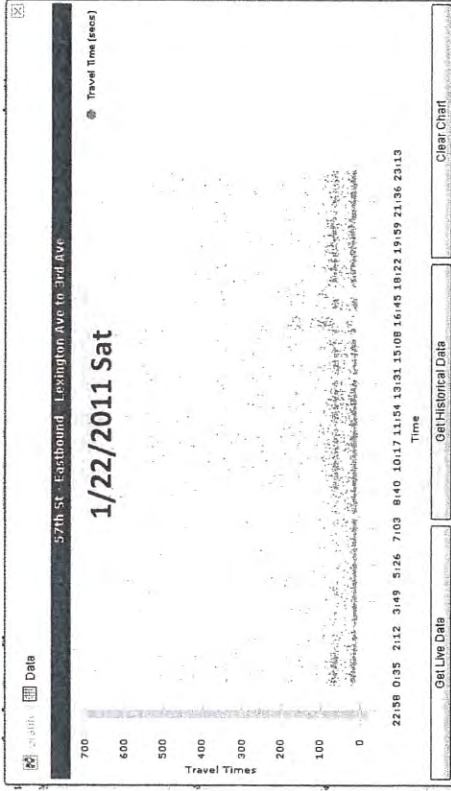 Data
57th St - Eastbound - Lexington Ave to 3rd Ave
1/22/2011 Sat
Travel Time (secs)
700
600
500
400
300
200
100
0
Travel Times
22:58 0:35 2:12 3:49 5:26 7:03 8:40 10:17 11:54 13:31 15:08 16:45 18:22 19:59 21:36 23:13
Time
Get Live Data
Get Historical Data
Clear Chart